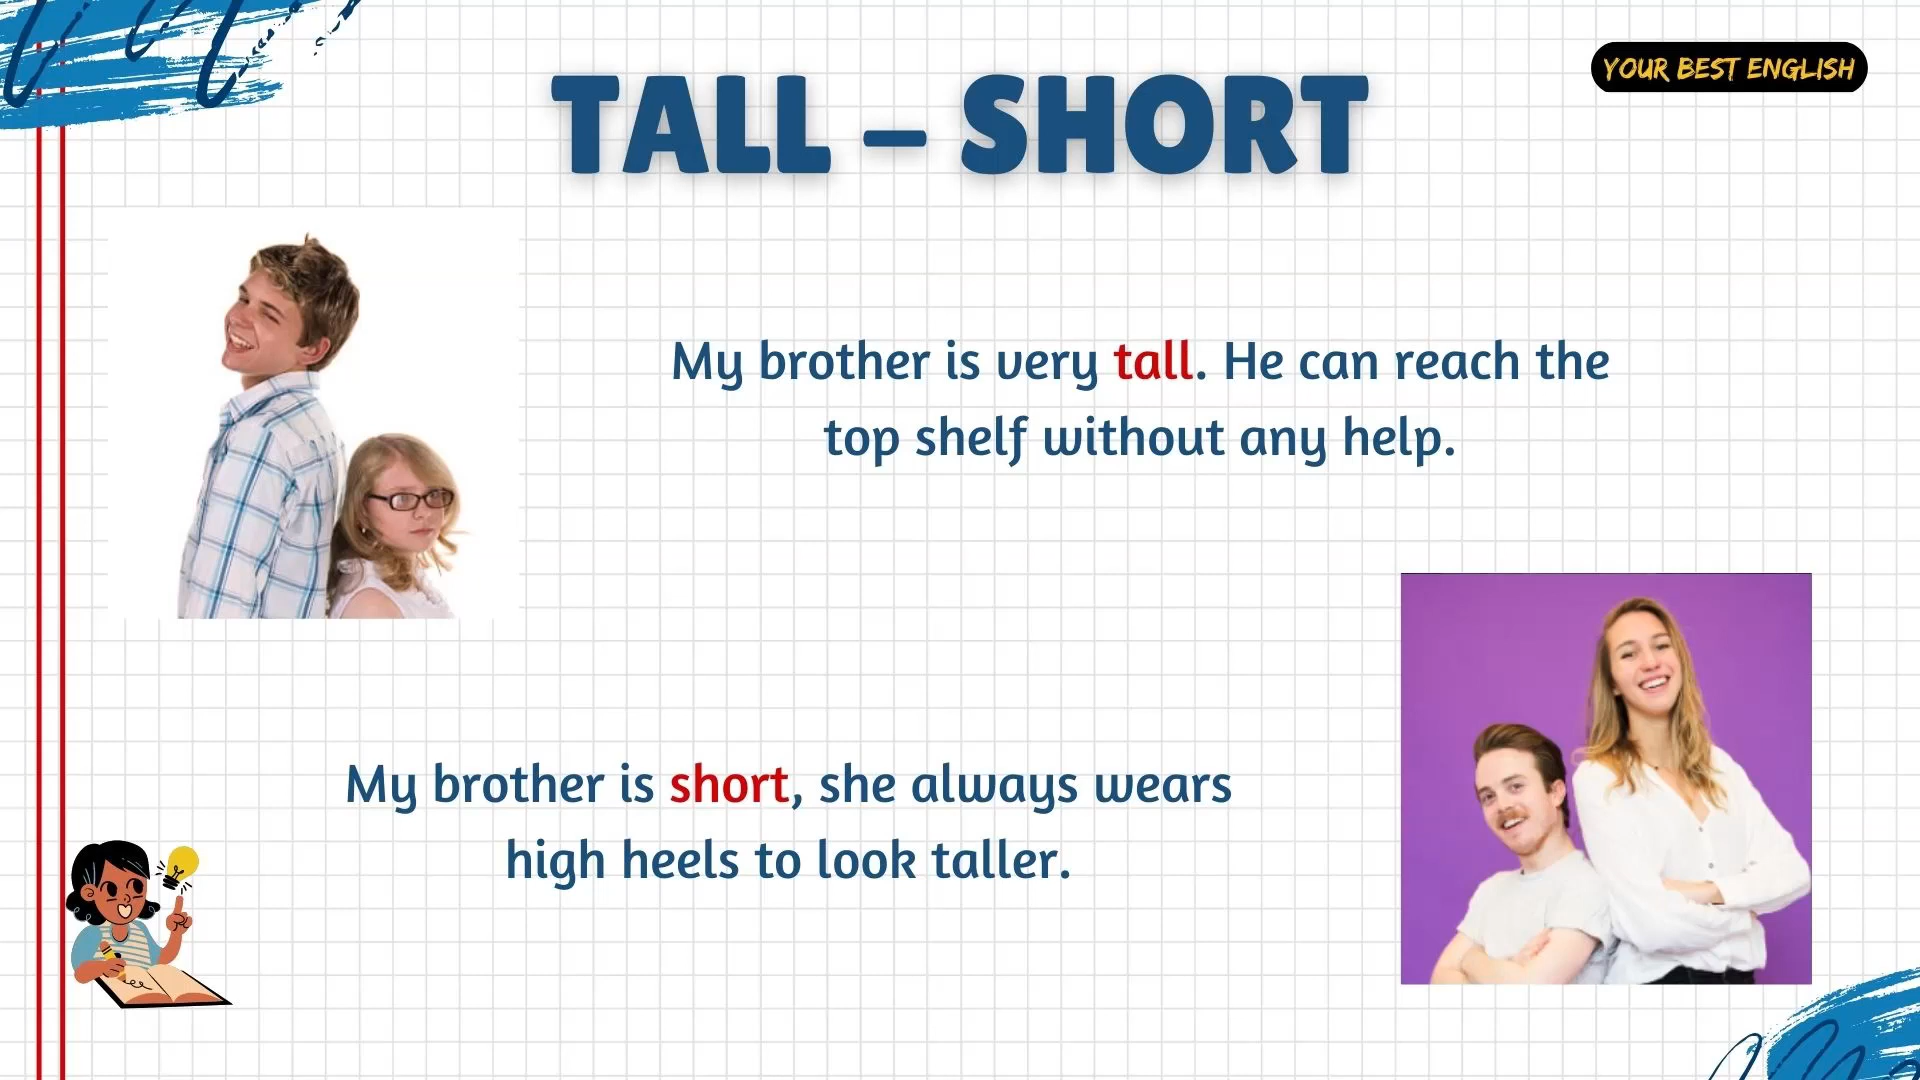 YOUR BEST ENGLISH
TALL – SHORT
My brother is very tall. He can reach the
top shelf without any help.
My brother is short, she always wears
high heels to look taller.